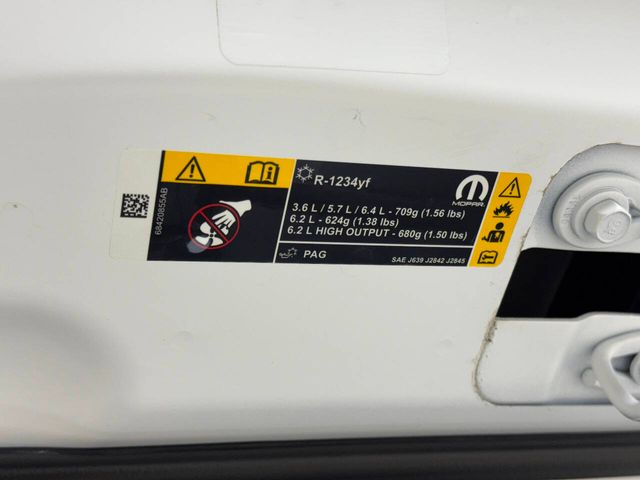 68420855AB
R-1234yf
3.6 L / 5.7 L / 6.4 L - 709g (1.56 lbs)
6.2 L - 624g (1.38 lbs)
6.2 L HIGH OUTPUT - 680g (1.50 lbs)
MOPAR
PAG
SAE J639 J2842 J2845